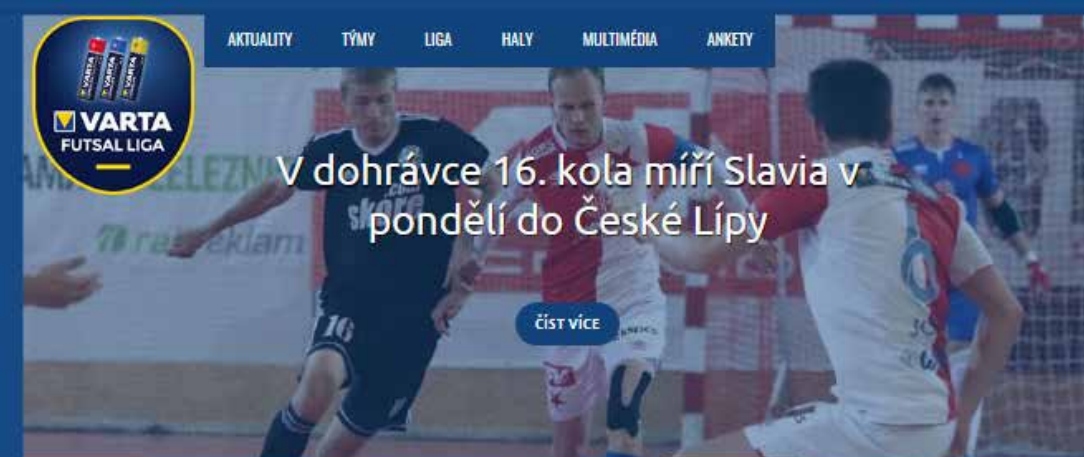 AKTUALITY TÝMY LIGA HALY MULTIMÉDIA ANKETY
VARTA
VARTA
VARTA
VARTA
FUTSAL LIGA
V dohrávce 16. kola míří Slavia v
pondělí do České Lípy
skore
16
ČÍST VÍCE